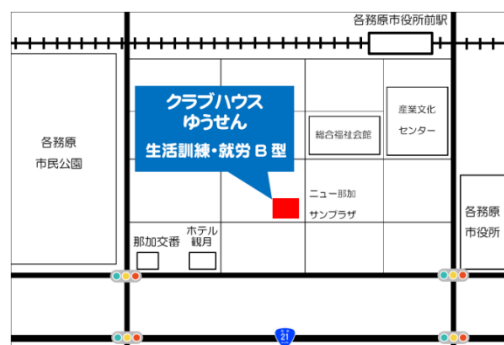 各務原市役所前駅
クラブハウス
ゆうせん
生活訓練・就労B型
産業文化
センター
総合福祉会館
各務原
市民公園
ニュー那加
サンプラザ
各務原
市役所
那加交番
ホテル
観月
21